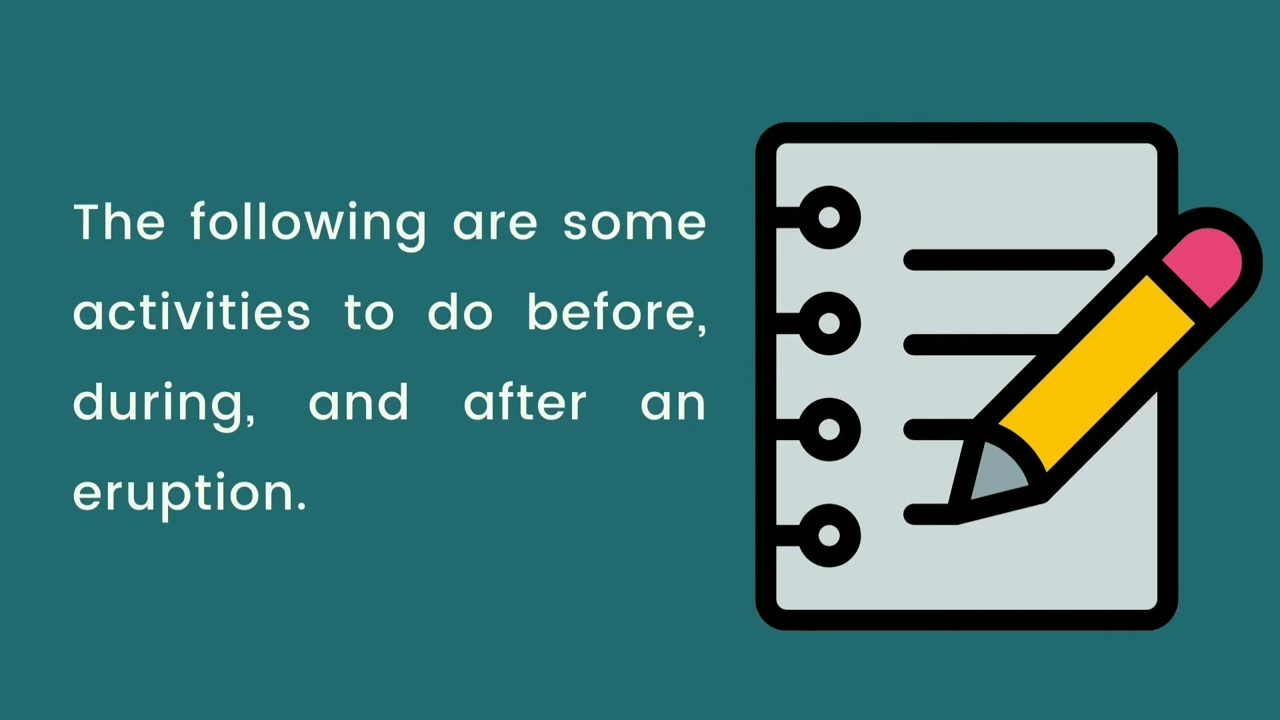 The following are some
activities to do before,
during, and after an
eruption.